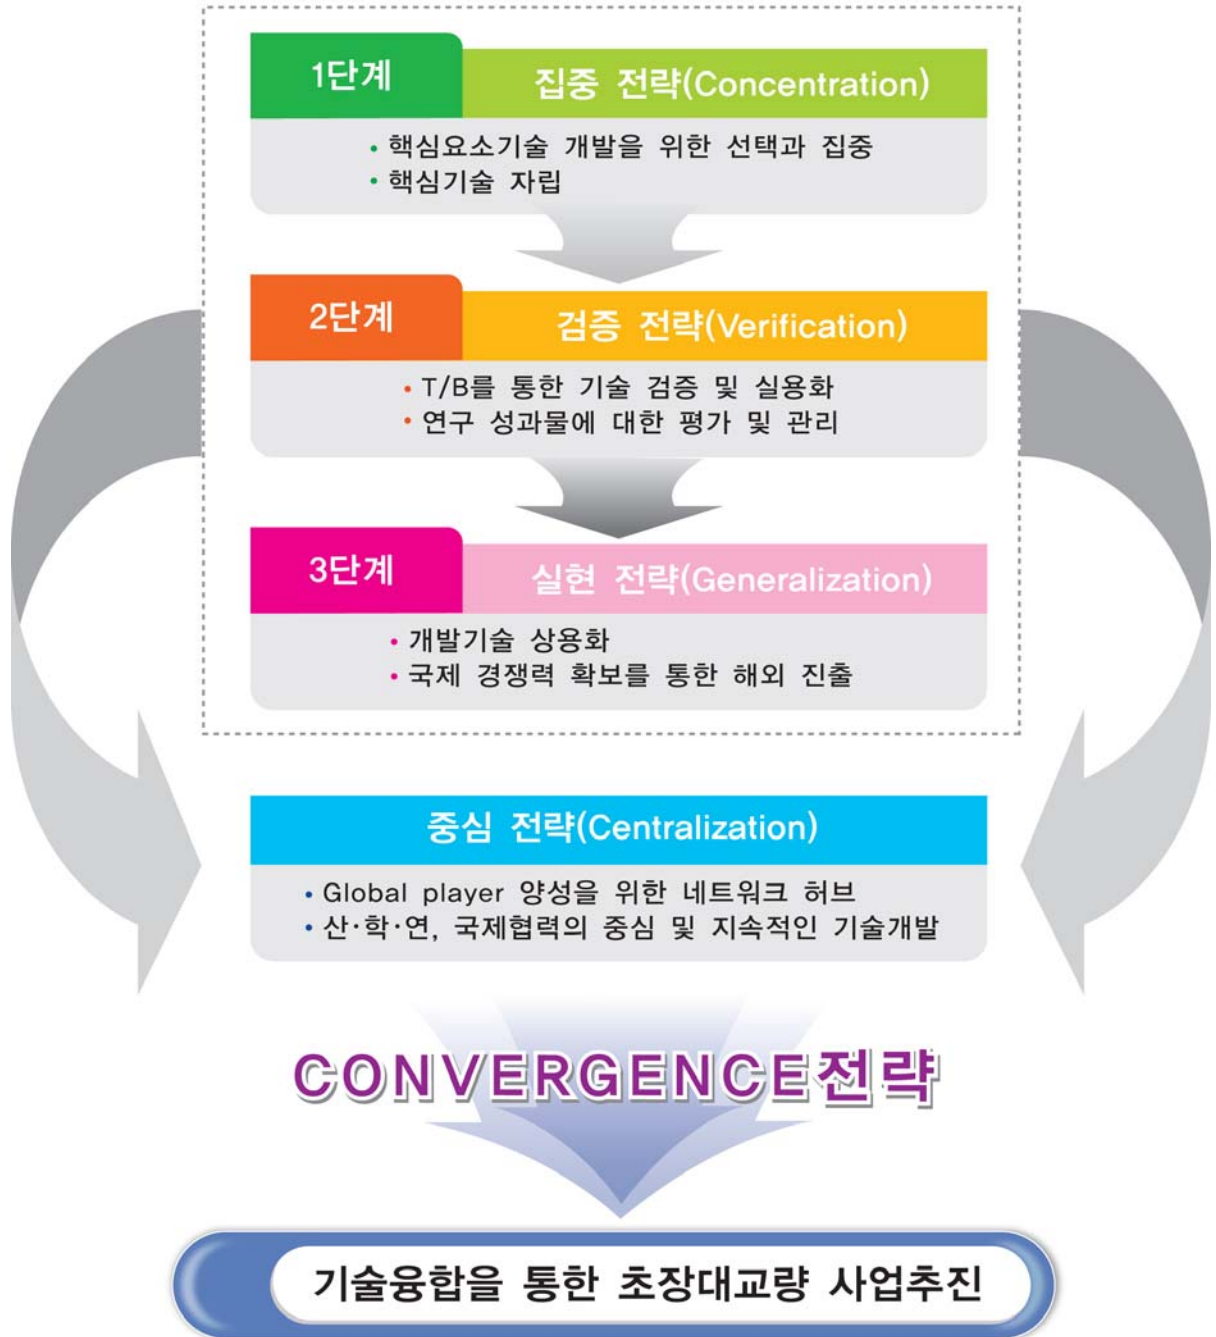 1단계
집중 전략(Concentration)
• 핵심요소기술 개발을 위한 선택과 집중
• 핵심기술 자립
2단계
검증 전략(Verification)
• T/B를 통한 기술 검증 및 실용화
• 연구 성과물에 대한 평가 및 관리
3단계
실현 전략(Generalization)
• 개발기술 상용화
• 국제 경쟁력 확보를 통한 해외 진출
중심 전략(Centralization)
• Global player 양성을 위한 네트워크 허브
• 산·학·연, 국제협력의 중심 및 지속적인 기술개발
CONVERGENCE전략
기술융합을 통한 초장대교량 사업추진